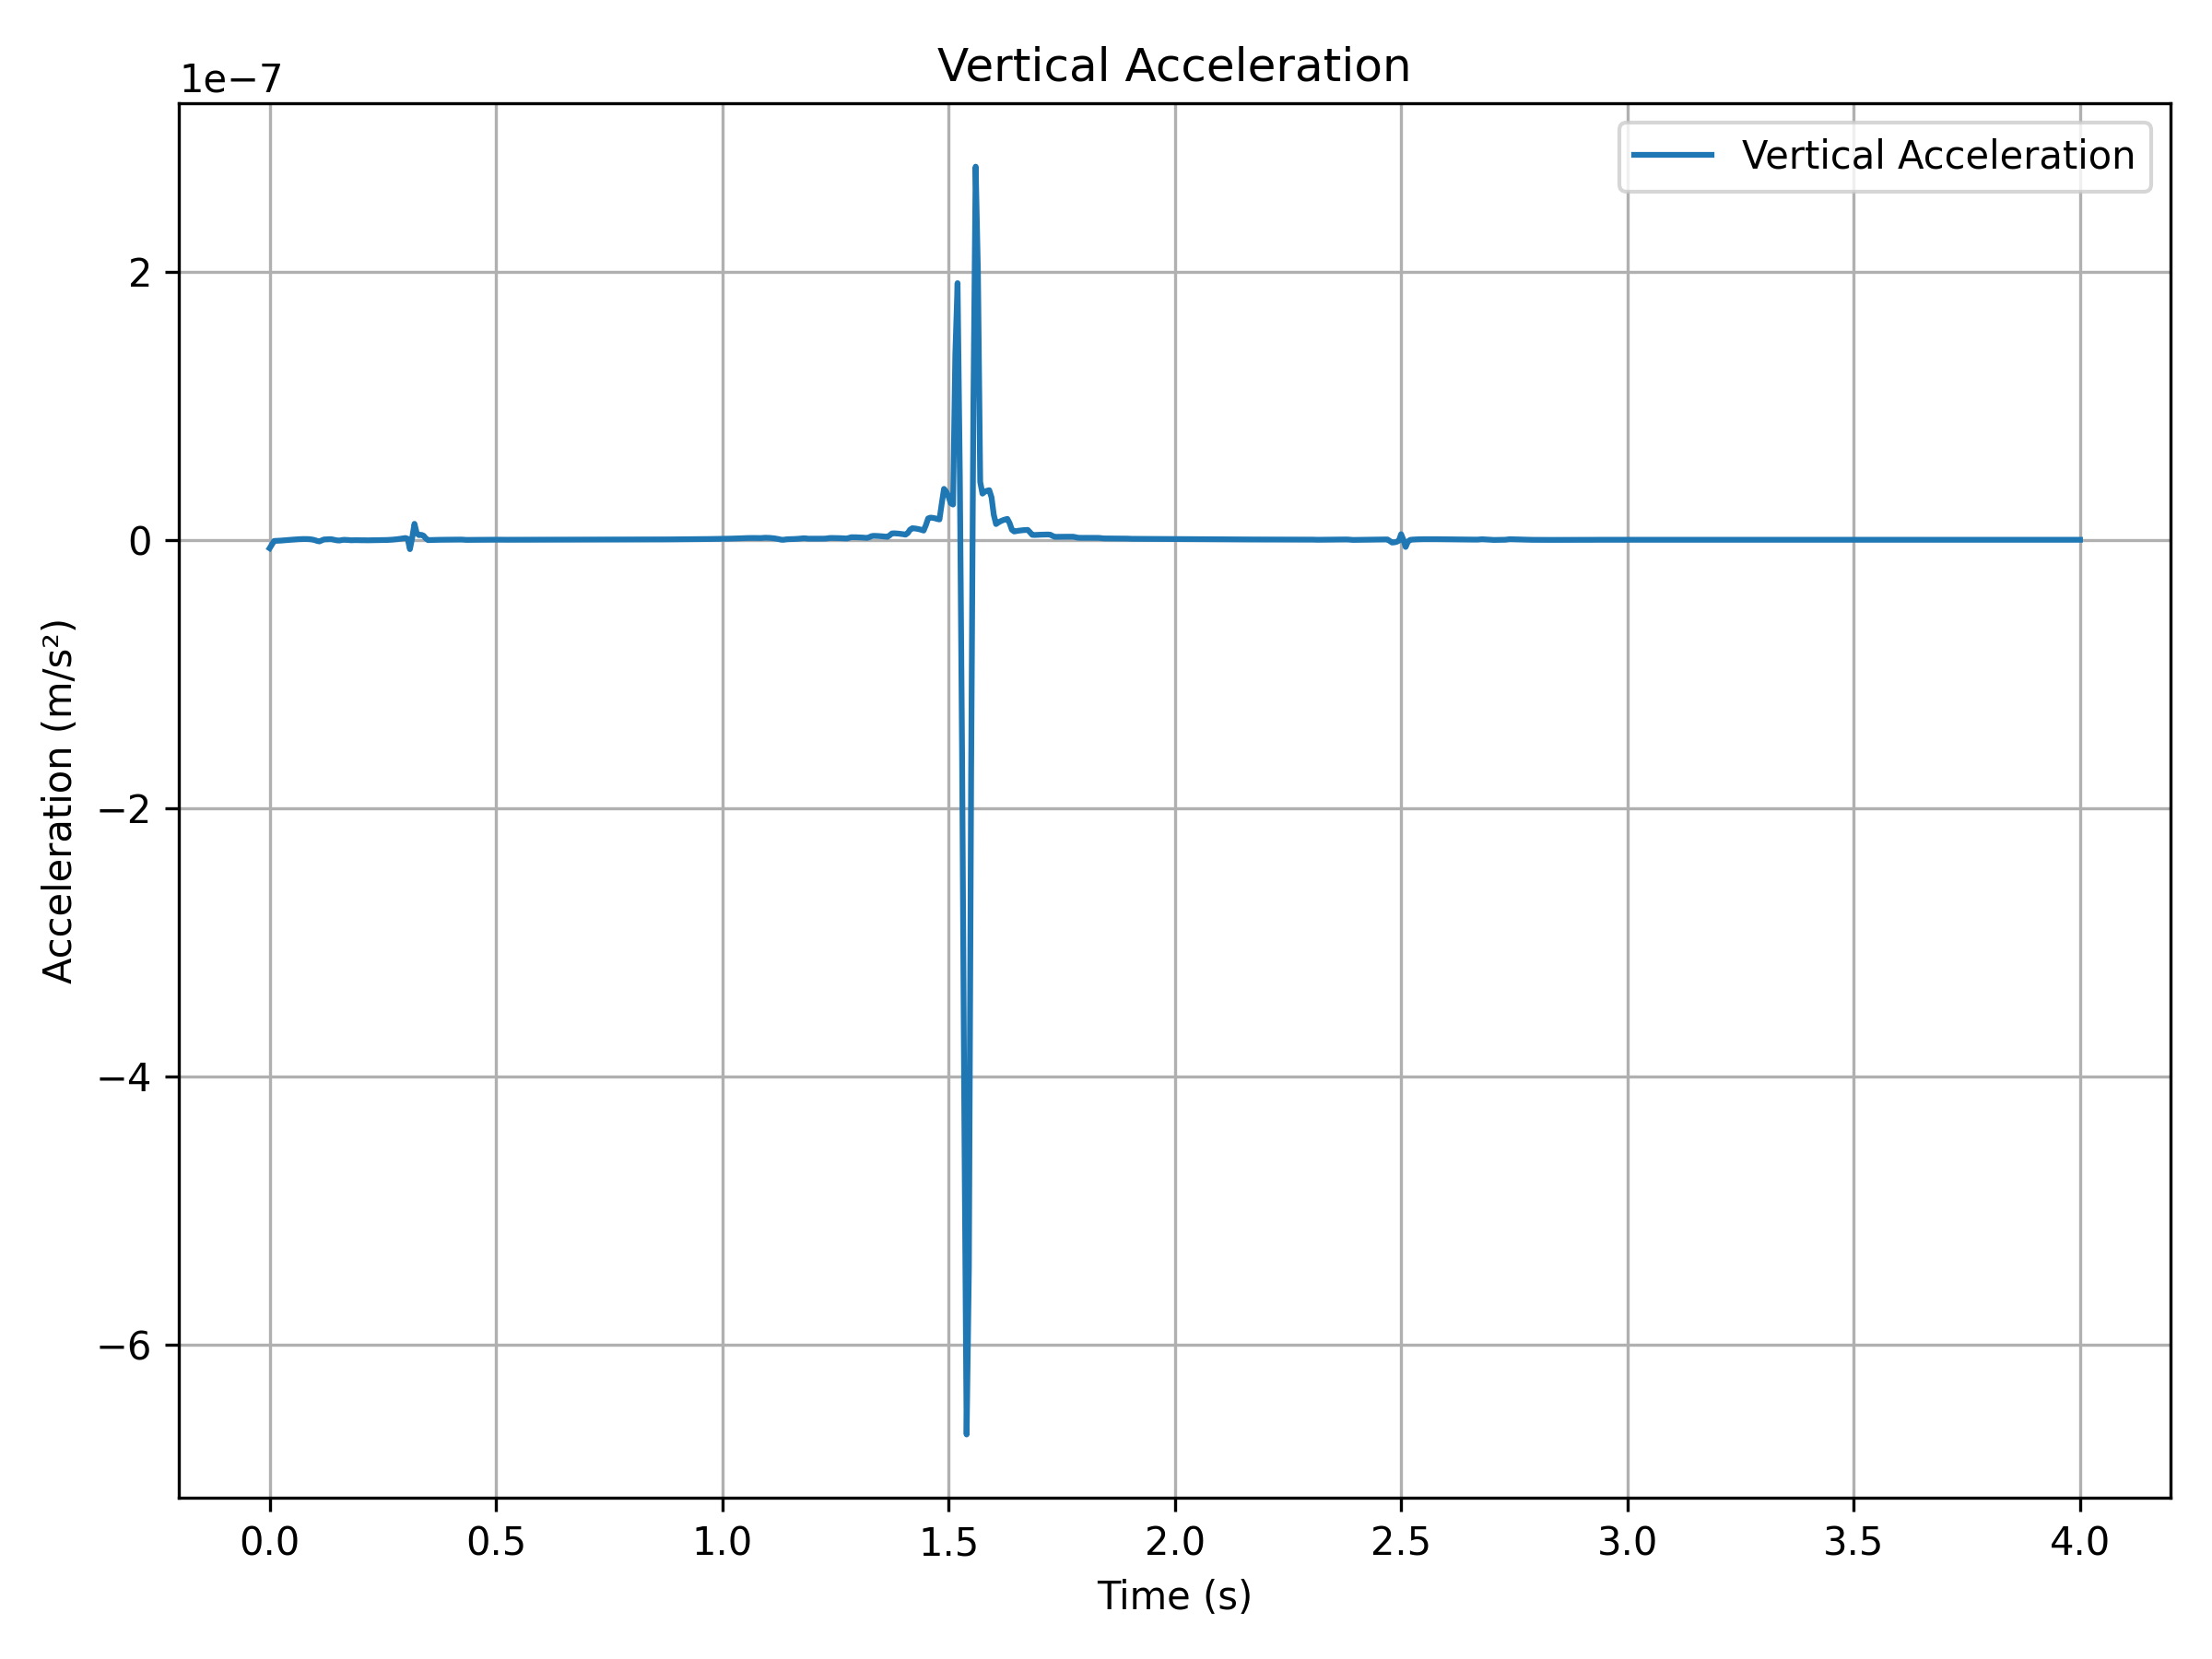 Vertical Acceleration
1e−7
Vertical Acceleration
2
0
−2
−4
−6
Acceleration (m/s²)
0.0 0.5 1.0 1.5 2.0 2.5 3.0 3.5 4.0
Time (s)